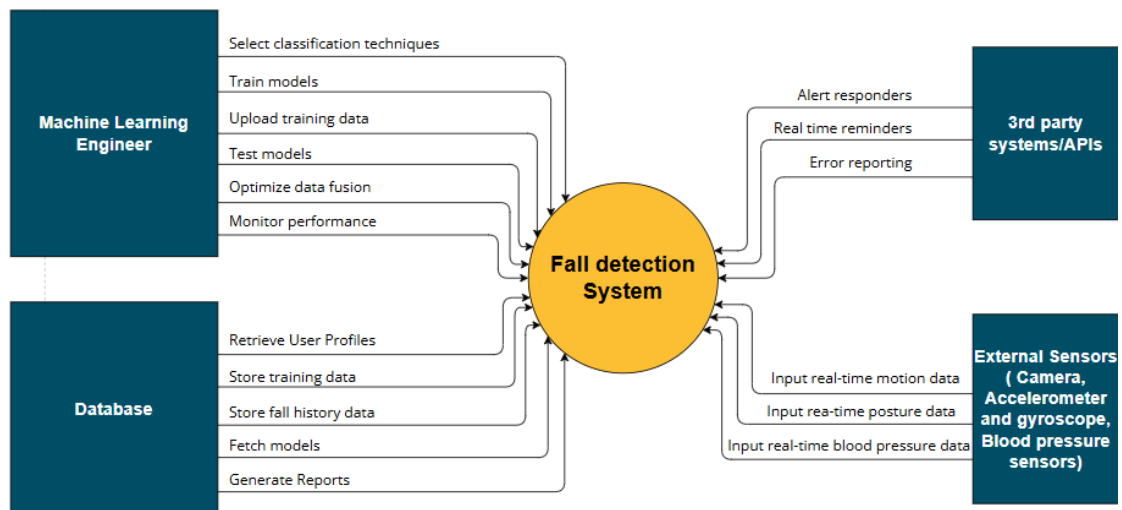 Machine Learning
Engineer
Select classification techniques
Train models
Upload training data
Test models
Optimize data fusion
Monitor performance
3rd party
systems/APIs
Alert responders
Real time reminders
Error reporting
Fall detection
System
Database
Retrieve User Profiles
Store training data
Store fall history data
Fetch models
Generate Reports
External Sensors
( Camera,
Accelerometer
and gyroscope,
Blood pressure
sensors)
Input real-time motion data
Input rea-time posture data
Input real-time blood pressure data